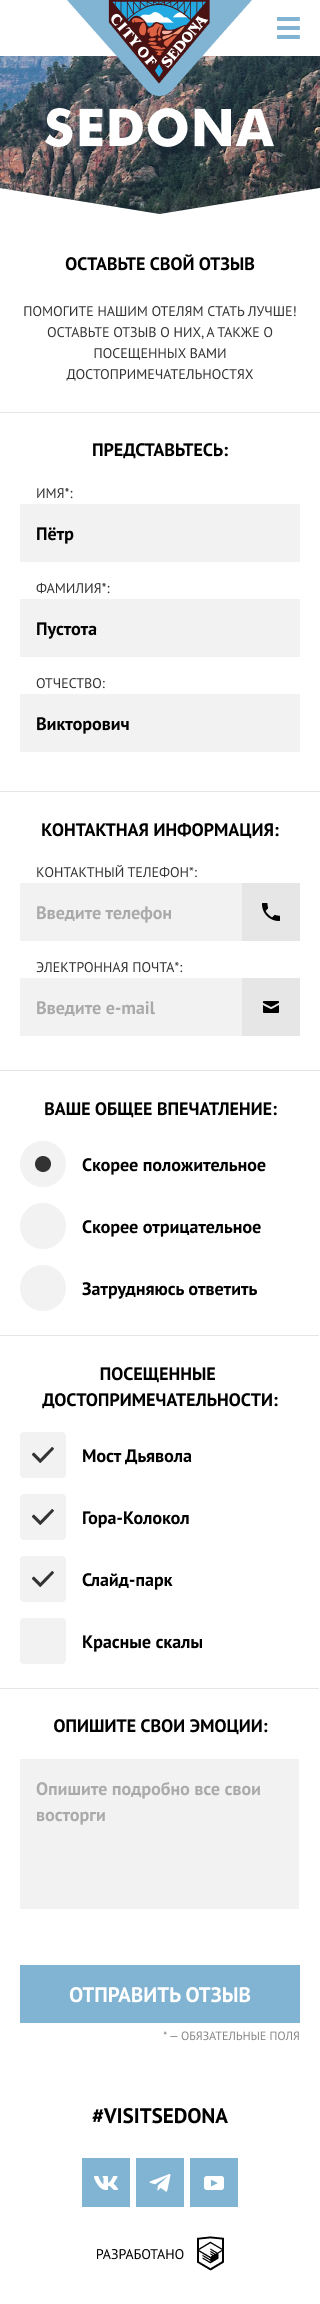 CITY OF SEDONA
SEDONA
ОСТАВЬТЕ СВОЙ ОТЗЫВ
ПОМОГИТЕ НАШИМ ОТЕЛЯМ СТАТЬ ЛУЧШЕ!
ОСТАВЬТЕ ОТЗЫВ О НИХ, А ТАКЖЕ О
ПОСЕЩЕННЫХ ВАМИ
ДОСТОПРИМЕЧАТЕЛЬНОСТЯХ
ПРЕДСТАВЬТЕСЬ:
ИМЯ*:
Пётр
ФАМИЛИЯ*:
Пустота
ОТЧЕСТВО:
Викторович
КОНТАКТНАЯ ИНФОРМАЦИЯ:
КОНТАКТНЫЙ ТЕЛЕФОН*:
Введите телефон
ЭЛЕКТРОННАЯ ПОЧТА*:
Введите e-mail
ВАШЕ ОБЩЕЕ ВПЕЧАТЛЕНИЕ:
Скорее положительное
Скорее отрицательное
Затрудняюсь ответить
ПОСЕЩЕННЫЕ
ДОСТОПРИМЕЧАТЕЛЬНОСТИ:
Мост Дьявола
Гора-Колокол
Слайд-парк
Красные скалы
ОПИШИТЕ СВОИ ЭМОЦИИ:
Опишите подробно все свои
восторги
ОТПРАВИТЬ ОТЗЫВ
* — ОБЯЗАТЕЛЬНЫЕ ПОЛЯ
#VISITSEDONA
РАЗРАБОТАНО